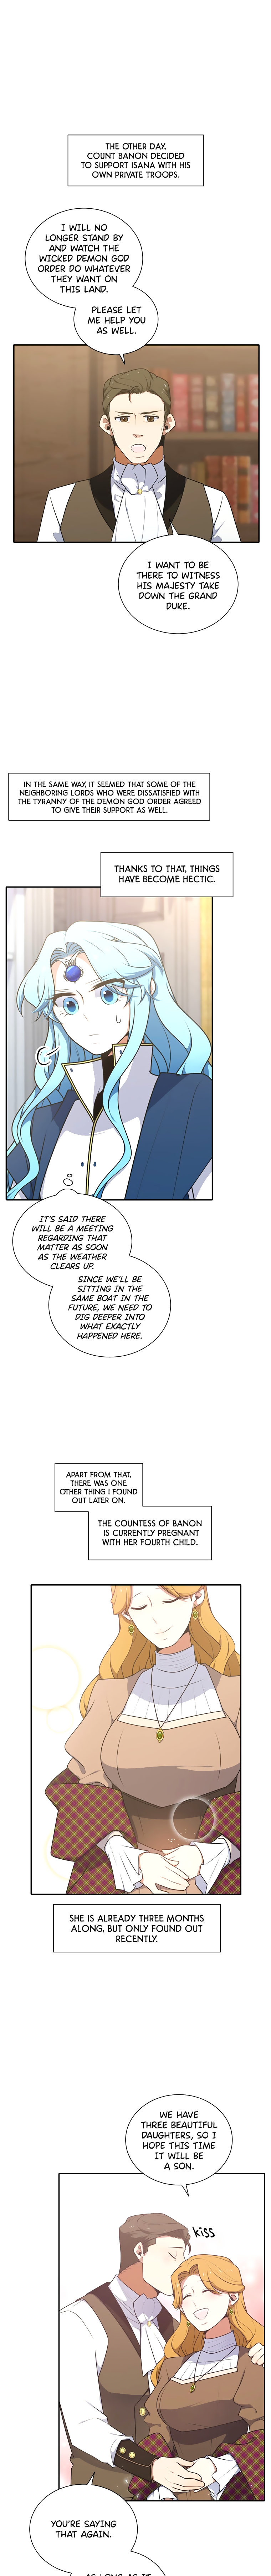 THE OTHER DAY,
COUNT BANON DECIDED
TO SUPPORT ISANA WITH HIS
OWN PRIVATE TROOPS.
I WILL NO
LONGER STAND BY
AND WATCH THE
WICKED DEMON GOD
ORDER DO WHATEVER
THEY WANT ON
THIS LAND.
PLEASE LET
ME HELP YOU
AS WELL.
I WANT TO BE
THERE TO WITNESS
HIS MAJESTY TAKE
DOWN THE GRAND
DUKE.
IN THE SAME WAY, IT SEEMED THAT SOME OF THE
NEIGHBORING LORDS WHO WERE DISSATISFIED WITH
THE TYRANNY OF THE DEMON GOD ORDER AGREED
TO GIVE THEIR SUPPORT AS WELL.
THANKS TO THAT, THINGS
HAVE BECOME HECTIC.
IT'S SAID THERE
WILL BE A MEETING
REGARDING THAT
MATTER AS SOON
AS THE WEATHER
CLEARS UP.
SINCE WE'LL BE
SITTING IN THE
SAME BOAT IN THE
FUTURE, WE NEED TO
DIG DEEPER INTO
WHAT EXACTLY
HAPPENED HERE.
APART FROM THAT,
THERE WAS ONE
OTHER THING I FOUND
OUT LATER ON.
THE COUNTESS OF BANON
IS CURRENTLY PREGNANT
WITH HER FOURTH CHILD.
SHE IS ALREADY THREE MONTHS
ALONG, BUT ONLY FOUND OUT
RECENTLY.
WE HAVE
THREE BEAUTIFUL
DAUGHTERS, SO I
HOPE THIS TIME
IT WILL BE
A SON.
kiss
YOU'RE SAYING
THAT AGAIN.
AS LONG AS IT